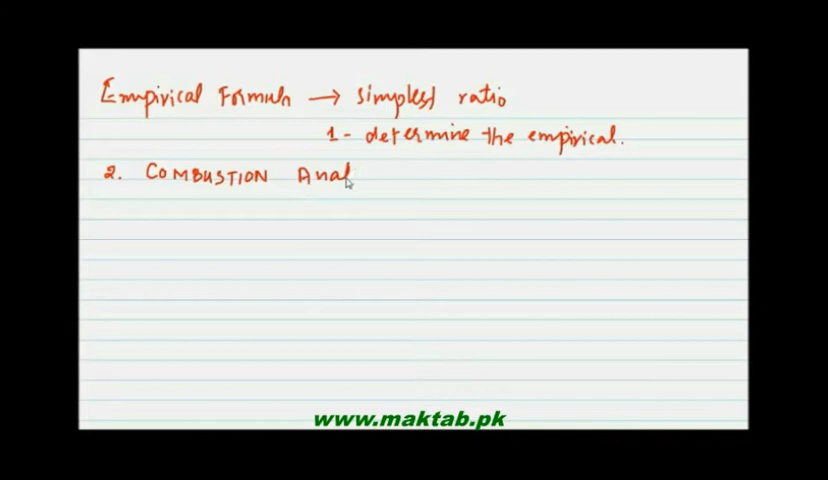 Empirical Formula → simplest ratio
1- determine the empirical.
2. COMBUSTION Anal
www.maktab.pk